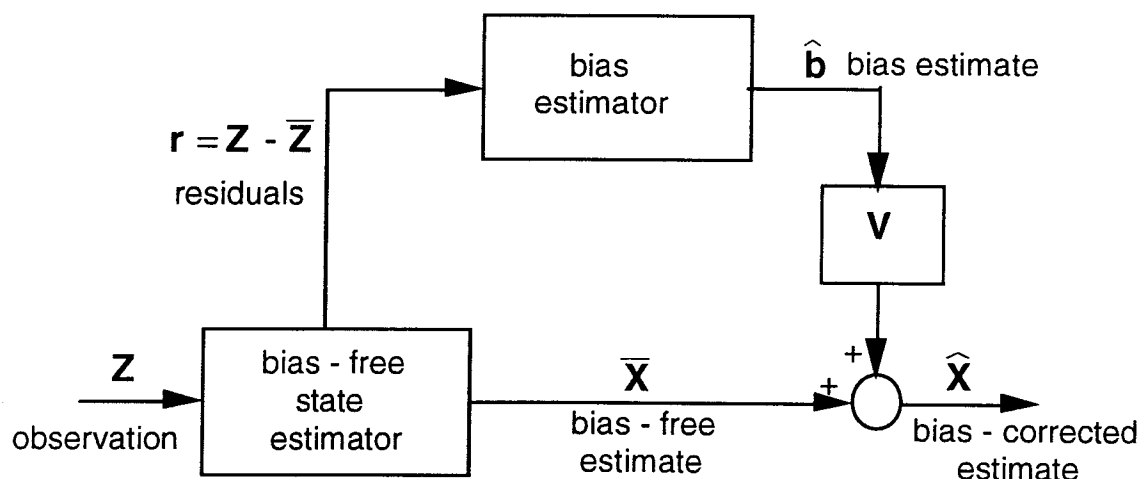 bias
estimator
b̂ bias estimate
r = Z - Z̅
residuals
V
bias - free
state
estimator
Z
observation
X̅
bias - free
estimate
+
+
X̂
bias - corrected
estimate